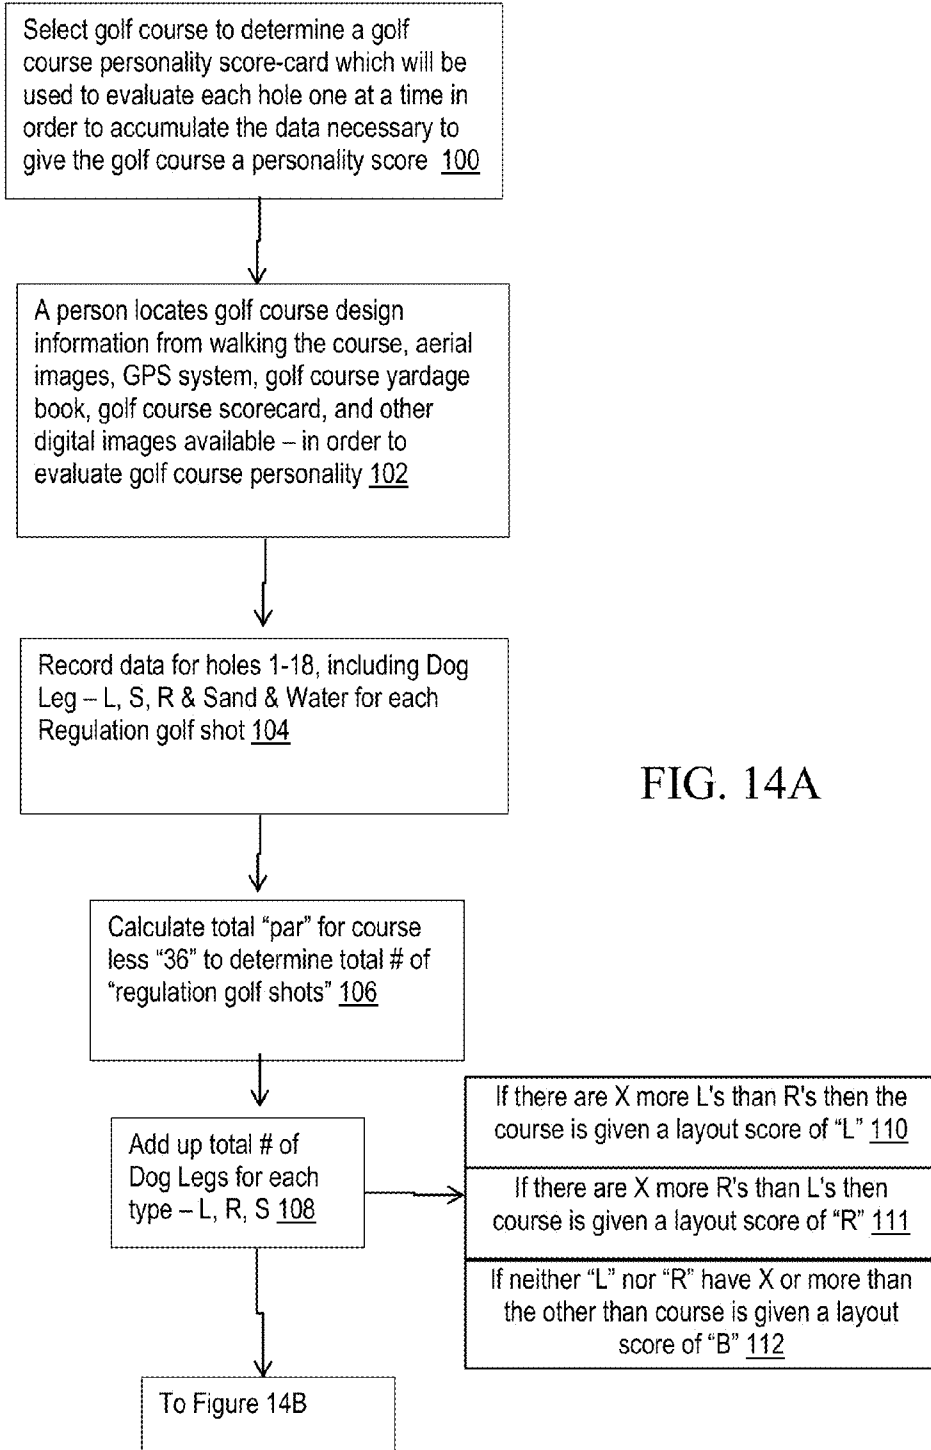 Select golf course to determine a golf
course personality score-card which will be
used to evaluate each hole one at a time in
order to accumulate the data necessary to
give the golf course a personality score 100
A person locates golf course design
information from walking the course, aerial
images, GPS system, golf course yardage
book, golf course scorecard, and other
digital images available – in order to
evaluate golf course personality 102
Record data for holes 1-18, including Dog
Leg – L, S, R & Sand & Water for each
Regulation golf shot 104
FIG. 14A
Calculate total “par” for course
less “36” to determine total # of
“regulation golf shots” 106
Add up total # of
Dog Legs for each
type – L, R, S 108
If there are X more L's than R's then the
course is given a layout score of “L” 110
If there are X more R's than L's then
course is given a layout score of “R” 111
If neither “L” nor “R” have X or more than
the other than course is given a layout
score of “B” 112
To Figure 14B